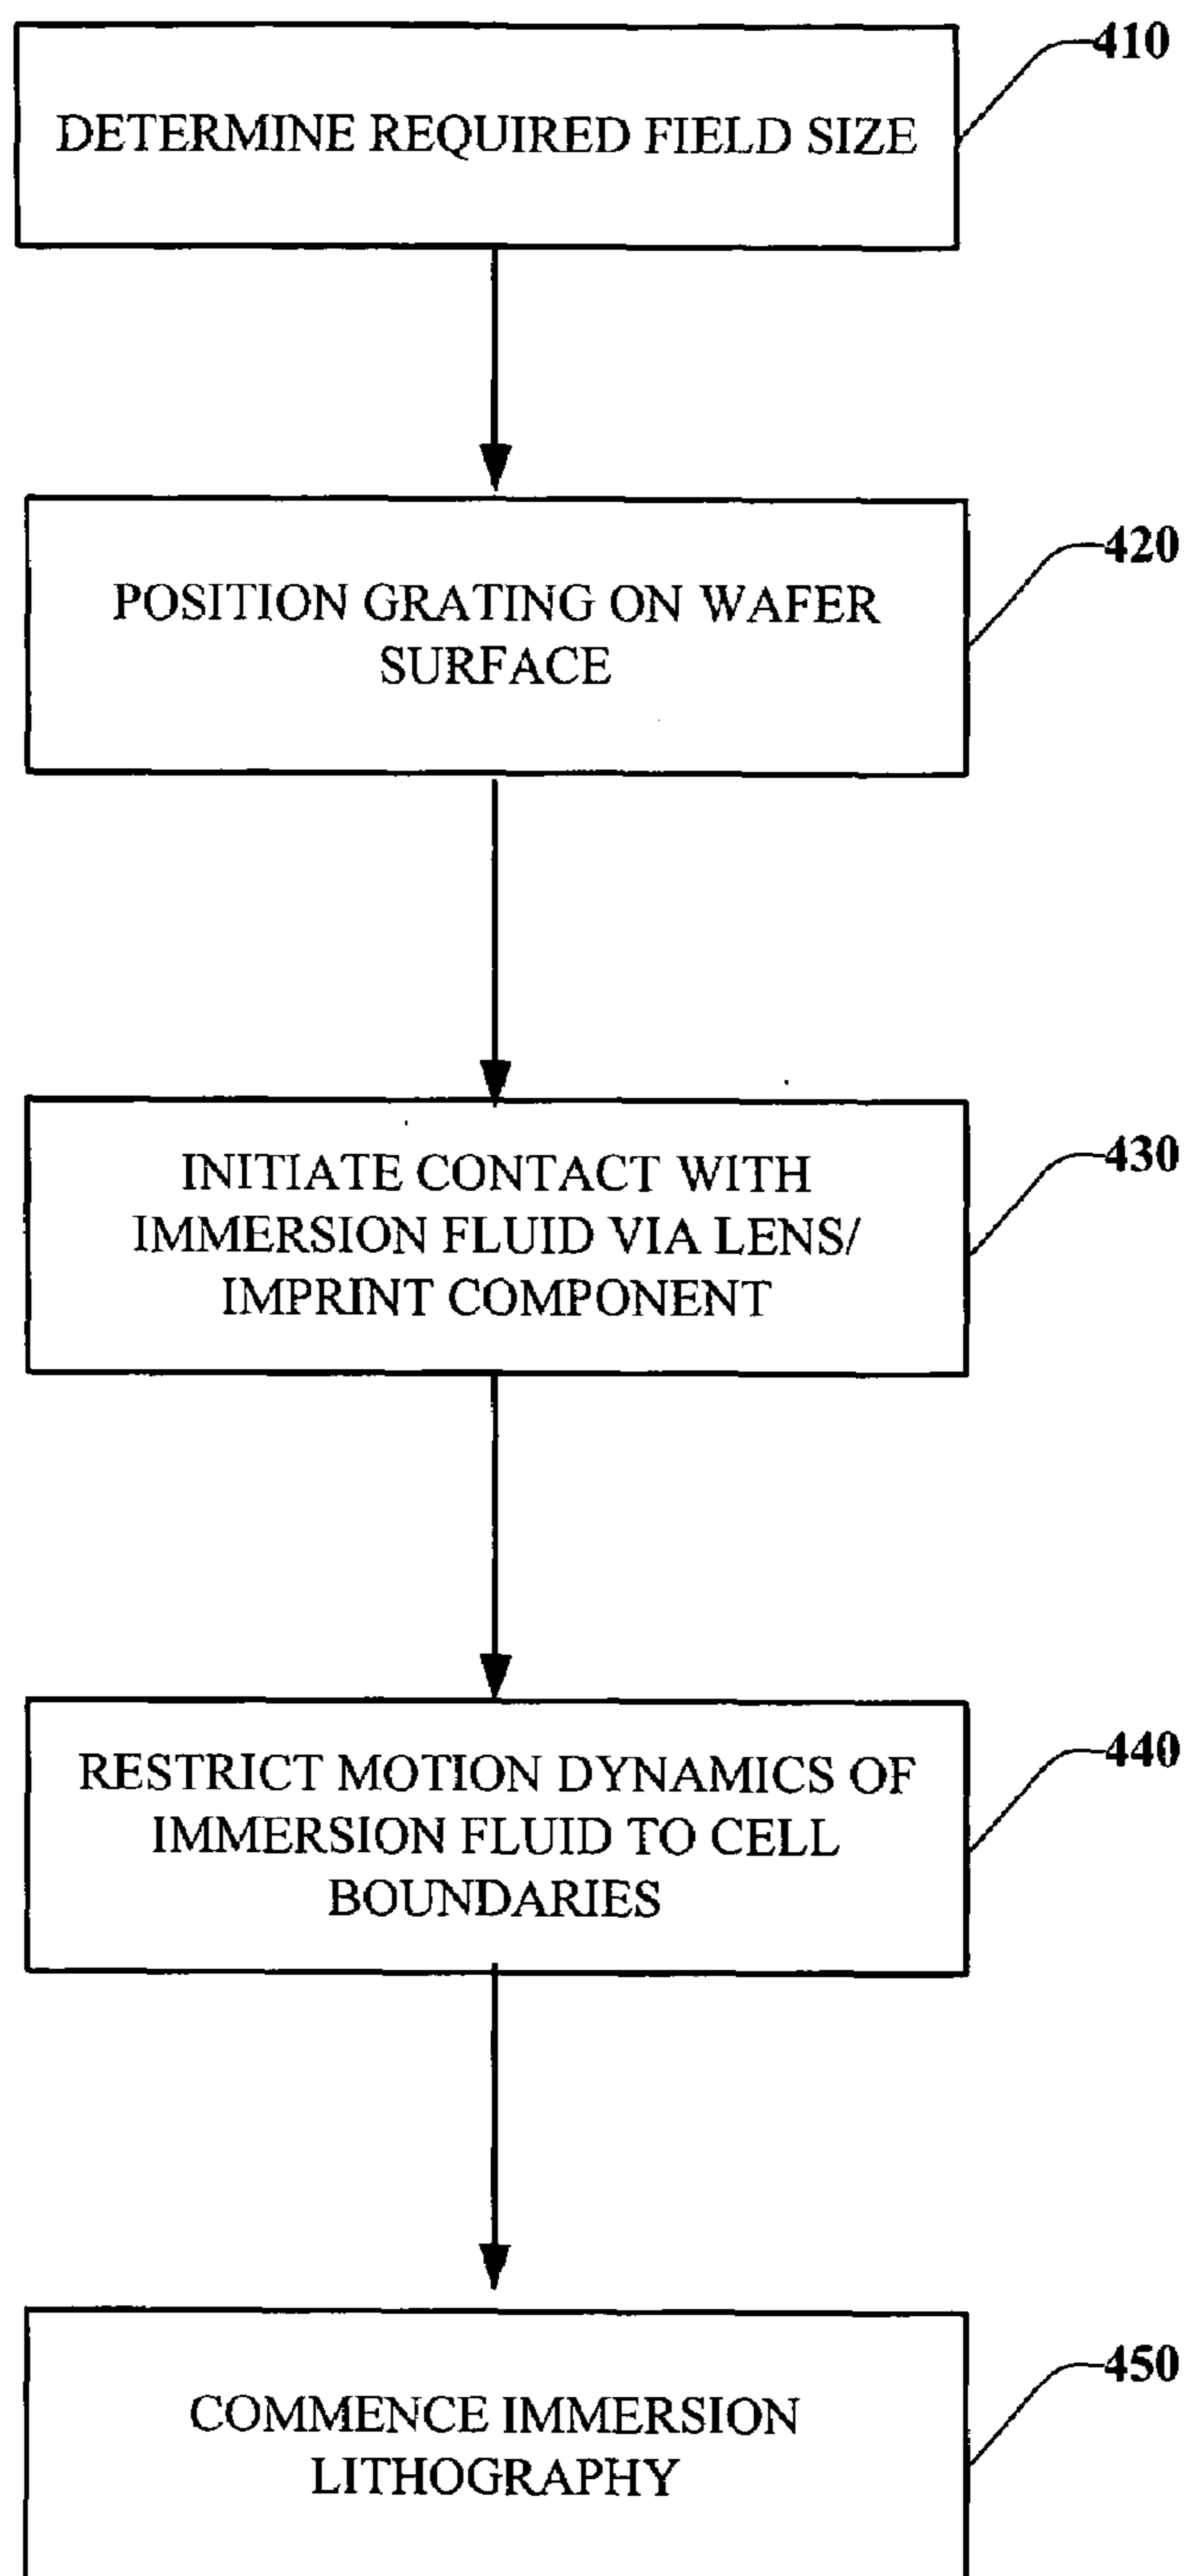 410
DETERMINE REQUIRED FIELD SIZE
420
POSITION GRATING ON WAFER
SURFACE
430
INITIATE CONTACT WITH
IMMERSION FLUID VIA LENS/
IMPRINT COMPONENT
440
RESTRICT MOTION DYNAMICS OF
IMMERSION FLUID TO CELL
BOUNDARIES
450
COMMENCE IMMERSION
LITHOGRAPHY